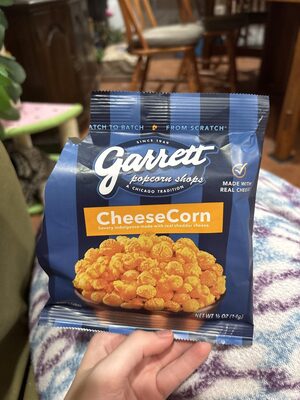 BATCH TO BATCH FROM SCRATCH™
SINCE 1949
Garrett®
popcorn shops
A CHICAGO TRADITION
MADE WITH
REAL CHEESE
CheeseCorn
Savory indulgence made with real cheddar cheese.
NET WT ½ OZ (14g)